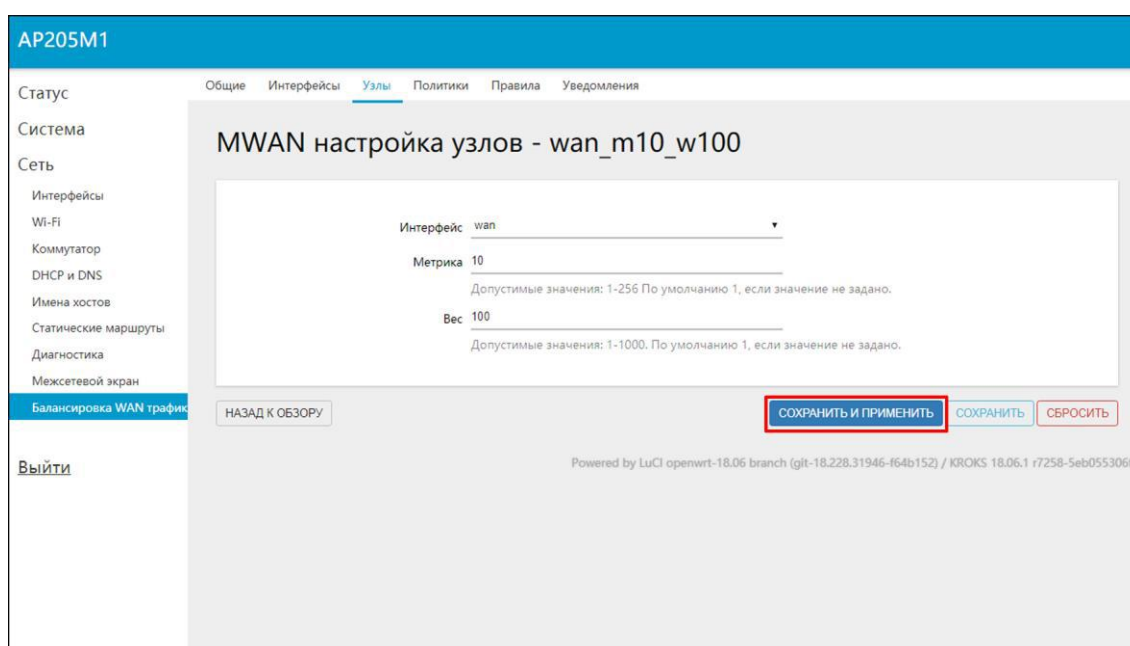 AP205M1
Статус
Система
Сеть
Интерфейсы
Wi-Fi
Коммутатор
DHCP и DNS
Имена хостов
Статические маршруты
Диагностика
Межсетевой экран
Балансировка WAN трафик
Выйти
Общие Интерфейсы Узлы Политики Правила Уведомления
MWAN настройка узлов - wan_m10_w100
Интерфейс wan
Метрика 10
Допустимые значения: 1-256 По умолчанию 1, если значение не задано.
Вес 100
Допустимые значения: 1-1000. По умолчанию 1, если значение не задано.
НАЗАД К ОБЗОРУ СОХРАНИТЬ И ПРИМЕНИТЬ СОХРАНИТЬ СБРОСИТЬ
Powered by LuCI openwrt-18.06 branch (git-18.228.31946-f64b152) / KROKS 18.06.1 r7258-5eb055306